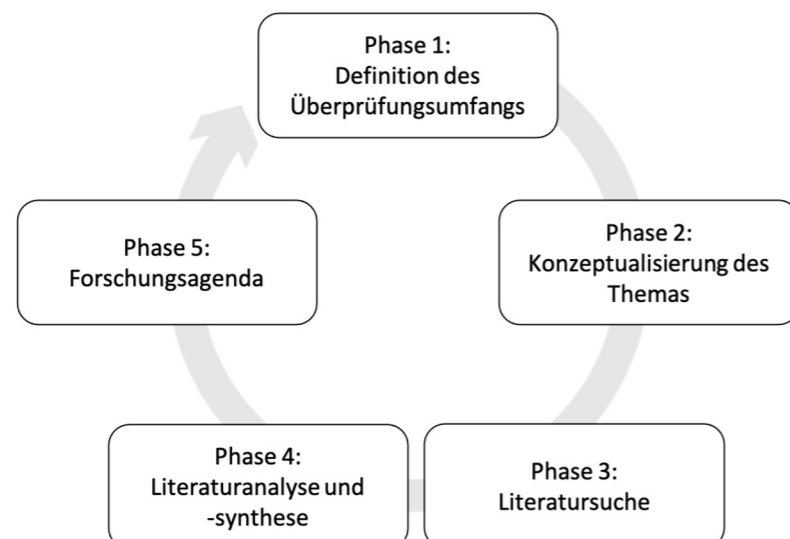 Phase 1:
Definition des
Überprüfungsumfangs
Phase 2:
Konzeptualisierung des
Themas
Phase 3:
Literatursuche
Phase 4:
Literaturanalyse und
-synthese
Phase 5:
Forschungsagenda